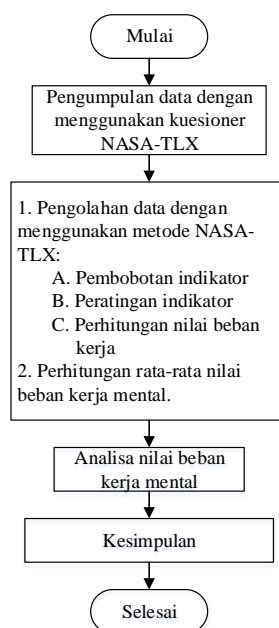 Mulai
Pengumpulan data dengan
menggunakan kuesioner
NASA-TLX
1. Pengolahan data dengan
menggunakan metode NASA-
TLX:
A. Pembobotan indikator
B. Peratingan indikator
C. Perhitungan nilai beban
kerja
2. Perhitungan rata-rata nilai
beban kerja mental.
Analisa nilai beban
kerja mental
Kesimpulan
Selesai